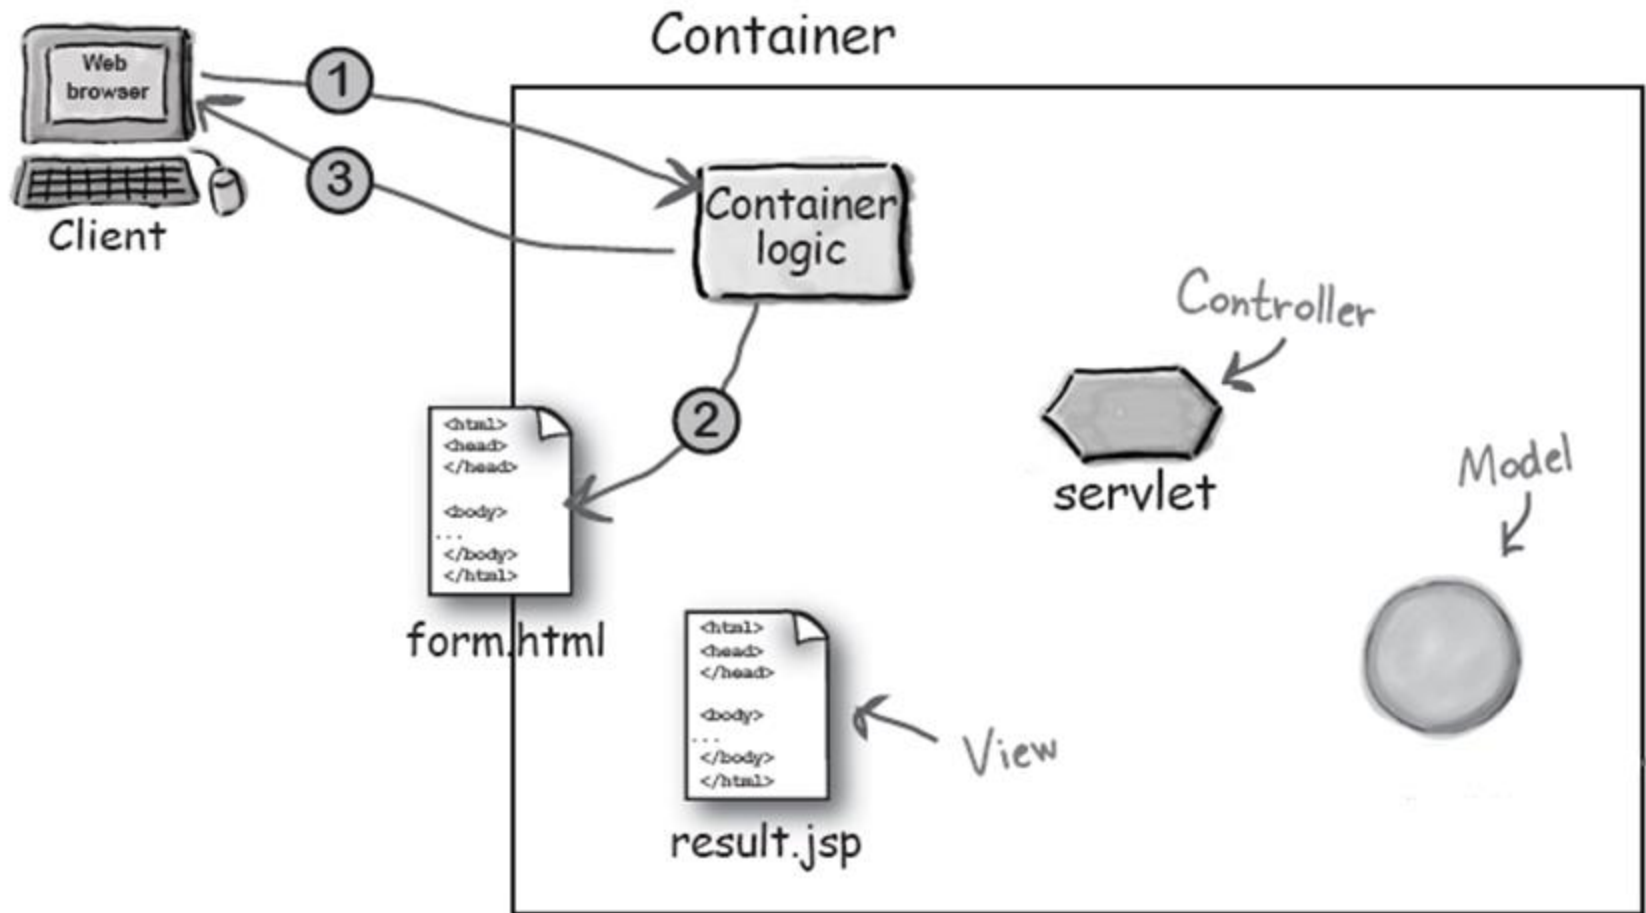 Container
Web
browser
1
3
Client
Container
logic
Controller
2
<html>
<head>
</head>
<body>
...
</body>
</html>
form.html
servlet
Model
<html>
<head>
</head>
<body>
...
</body>
</html>
View
result.jsp